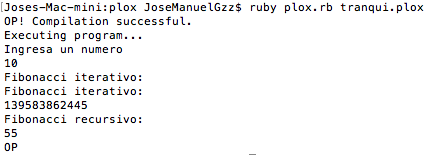 [Joses-Mac-mini:plox JoseManuelGzz$ ruby plox.rb tranqui.plox
OP! Compilation successful.
Executing program...
Ingresa un numero
10
Fibonacci iterativo:
Fibonacci iterativo:
139583862445
Fibonacci recursivo:
55
OP